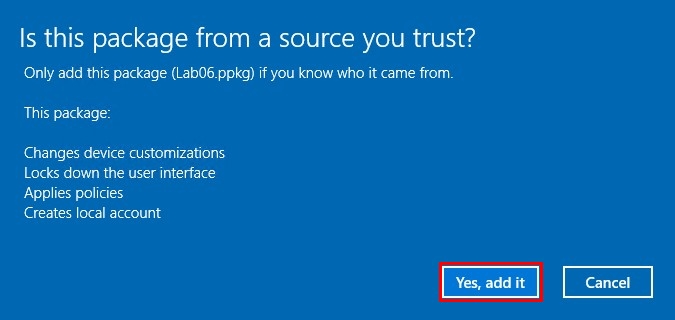 Is this package from a source you trust?
Only add this package (Lab06.ppkg) if you know who it came from.
This package:
Changes device customizations
Locks down the user interface
Applies policies
Creates local account
Yes, add it
Cancel